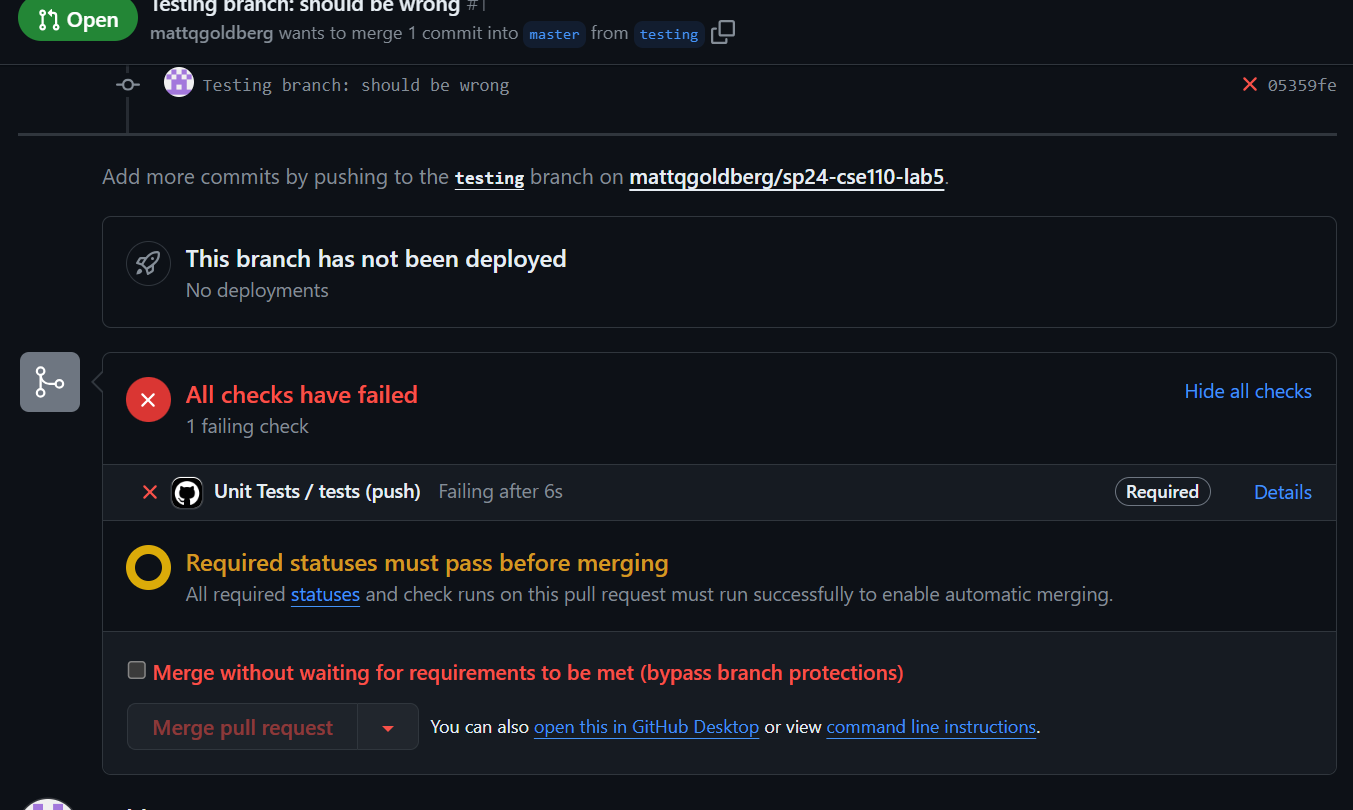 Open
Testing branch: should be wrong #1
mattqgoldberg wants to merge 1 commit into master from testing
Testing branch: should be wrong
05359fe
Add more commits by pushing to the testing branch on mattqgoldberg/sp24-cse110-lab5.
This branch has not been deployed
No deployments
All checks have failed
Hide all checks
1 failing check
Unit Tests / tests (push) Failing after 6s
Required
Details
Required statuses must pass before merging
All required statuses and check runs on this pull request must run successfully to enable automatic merging.
Merge without waiting for requirements to be met (bypass branch protections)
Merge pull request
You can also open this in GitHub Desktop or view command line instructions.